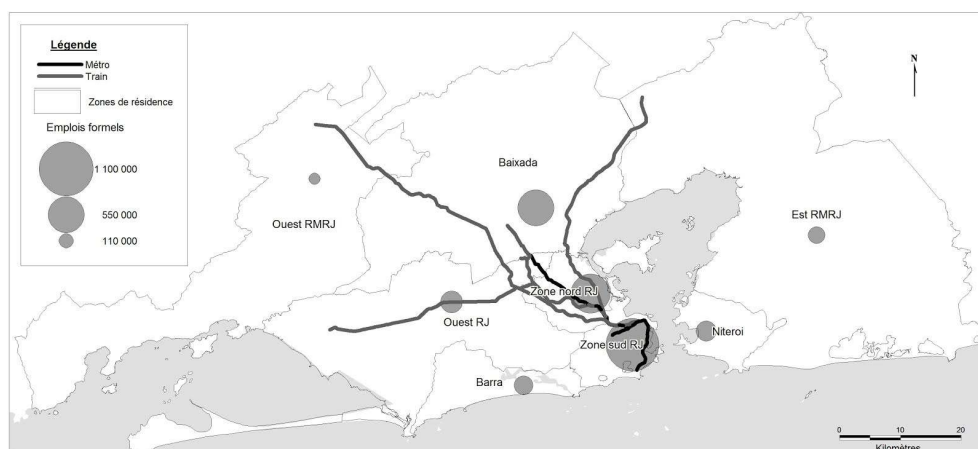 Légende
Métro
Train
Zones de résidence
Emplois formels
1 100 000
550 000
110 000
N
Baixada
Ouest RMRJ
Est RMRJ
Zone nord RJ
Ouest RJ
Niteroi
Zone sud RJ
Barra
0 10 20
Kilomètres